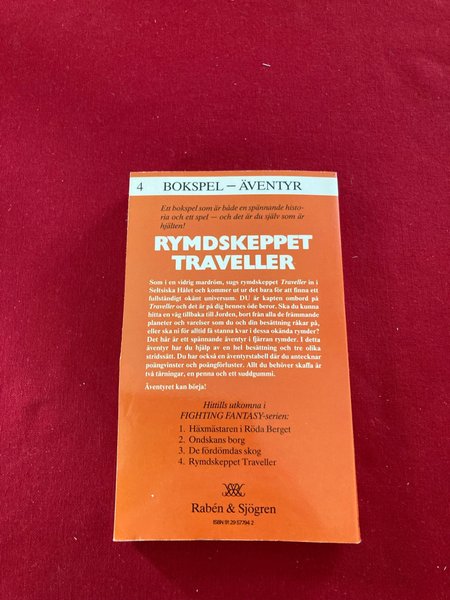 4 BOKSPEL – ÄVENTYR
Ett bokspel som är både en spännande histo-
ria och ett spel – och det är du själv som är
hjälten!
RYMDSKEPPET
TRAVELLER
Som i en vidrig mardröm, sugs rymdskeppet Traveller in i
Seltsiska Hålet och kommer ut ur det bara för att finna ett
fullständigt okänt universum. DU är kapten ombord på
Traveller och det är på dig hennes öde beror. Ska du kunna
hitta en väg tillbaka till Jorden, bort från alla de främmande
planeter och varelser som du och din besättning råkar på,
eller ska ni för alltid få stanna kvar i dessa okända rymder?
Det här är ett spännande äventyr i fjärran rymder. I detta
äventyr har du hjälp av en hel besättning och tre olika
stridssätt. Du har också en äventyrstabell där du antecknar
poängvinster och poängförluster. Allt du behöver skaffa är
två tärningar, en penna och ett suddgummi.
Äventyret kan börja!
Hittills utkomna i
FIGHTING FANTASY-serien:
1. Häxmästaren i Röda Berget
2. Ondskans borg
3. De fördömdas skog
4. Rymdskeppet Traveller
Rabén & Sjögren
ISBN 91 29 57794 2